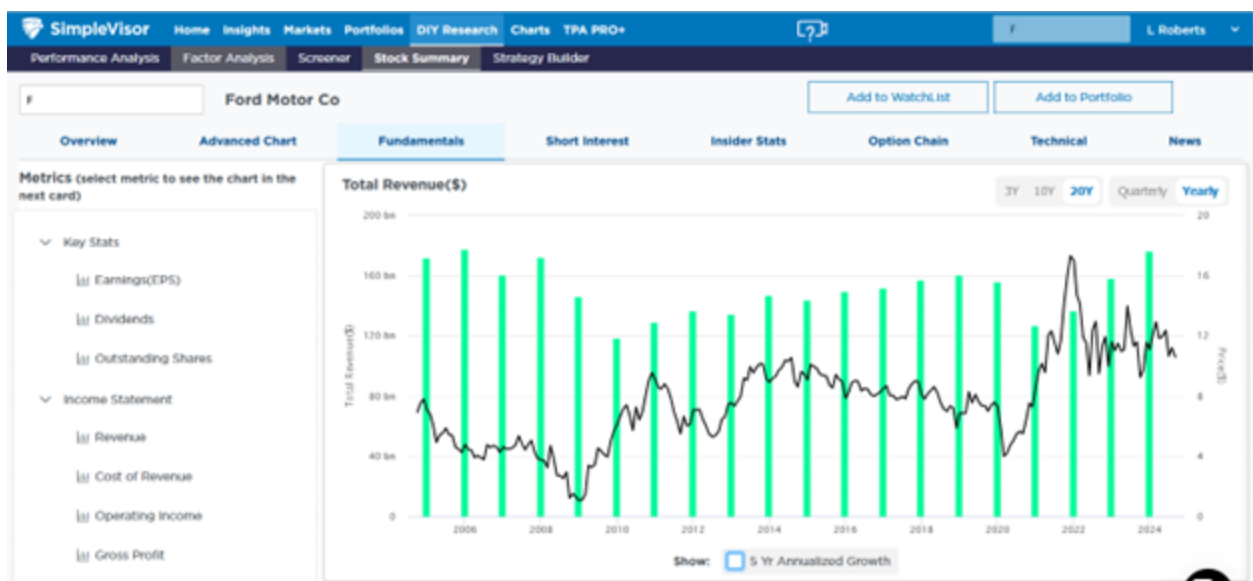 SimpleVisor Home Insights Markets Portfolios DIY Research Charts TPA PRO+ F L Roberts
Performance Analysis Factor Analysis Screener Stock Summary Strategy Builder
F Ford Motor Co Add to WatchList Add to Portfolio
Overview Advanced Chart Fundamentals Short Interest Insider Stats Option Chain Technical News
Metrics (select metric to see the chart in the
next card)
Key Stats
Earnings(EPS)
Dividends
Outstanding Shares
Income Statement
Revenue
Cost of Revenue
Operating Income
Gross Profit
Total Revenue($) 3Y 10Y 20Y Quarterly Yearly
200 bn 20
160 bn 16
120 bn 12
80 bn 8
40 bn 4
0 0
Total Revenue($)
Price($)
2006 2008 2010 2012 2014 2016 2018 2020 2022 2024
Show: 5 Yr Annualized Growth